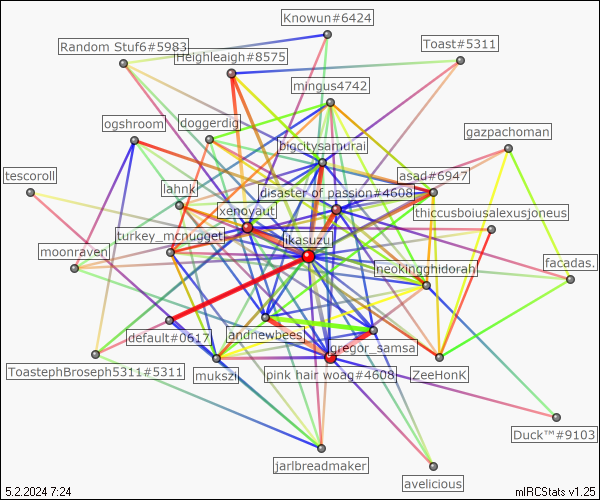 Knowun#6424
Random Stuf6#5983
Toast#5311
Heighleaigh#8575
mingus4742
ogshroom
doggerdig
gazpachoman
bigcitysamurai
tescoroll
asad#6947
lahnk
disaster of passion#4608
xenoyaut
thiccusboiusalexusjoneus
turkey_mcnugget
likasuzu
moonraven
neokingghidorah
facadas.
default#0617
andnewbees
gregor_samsa
ToastephBroseph5311#5311
mukszi
pink hair woag#4608
ZeeHonK
Duck™#9103
jarlbreadmaker
avelicious
5.2.2024 7:24
mIRCStats v1.25